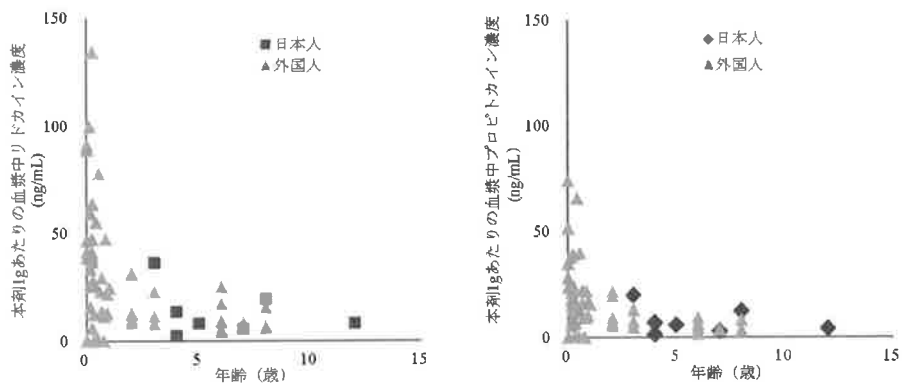 150
100
50
0
本剤1gあたりの血漿中リドカイン濃度
(ng/mL)
■日本人
▲外国人
0
5
10
15
年齢（歳）
150
100
50
0
本剤1gあたりの血漿中プロピトカイン濃度
(ng/mL)
◆日本人
▲外国人
0
5
10
15
年齢（歳）